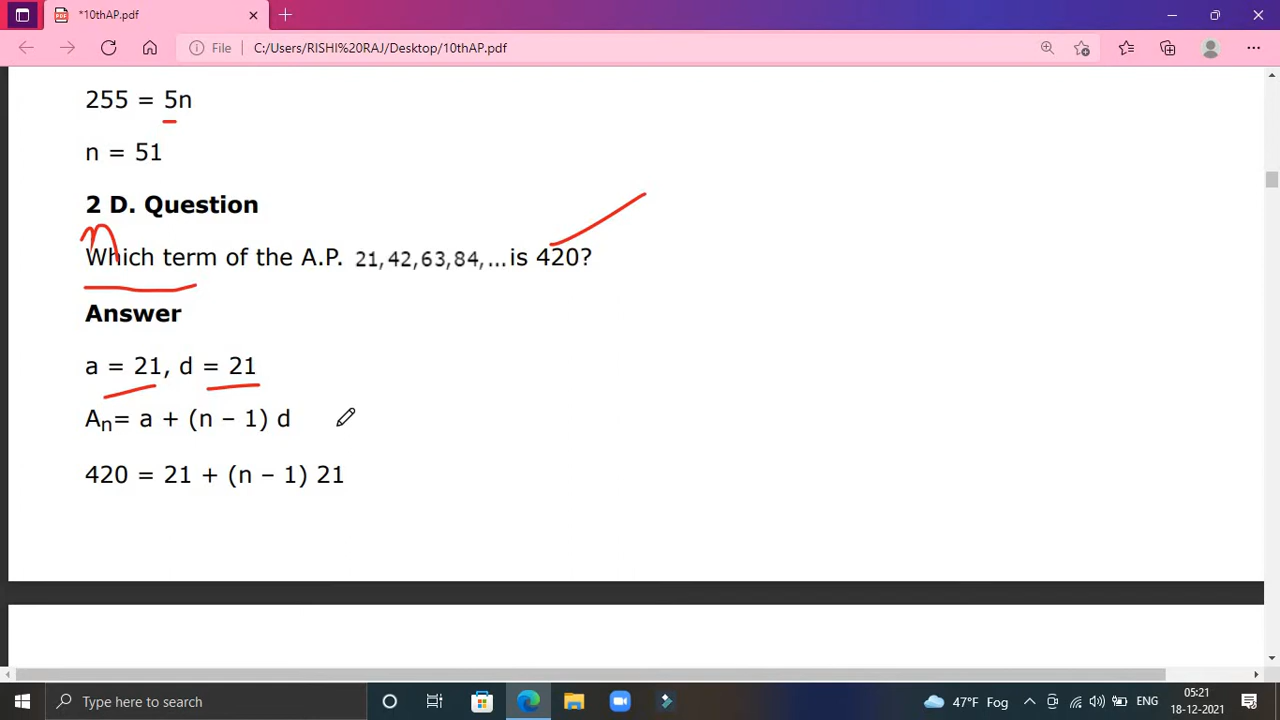 *10thAP.pdf
File C:/Users/RISHI%20RAJ/Desktop/10thAP.pdf
255 = 5n
n = 51
2 D. Question
n
Which term of the A.P. 21,42,63,84,... is 420?
Answer
a = 21, d = 21
An= a + (n – 1) d
420 = 21 + (n – 1) 21
Type here to search
47°F Fog
ENG
05:21
18-12-2021